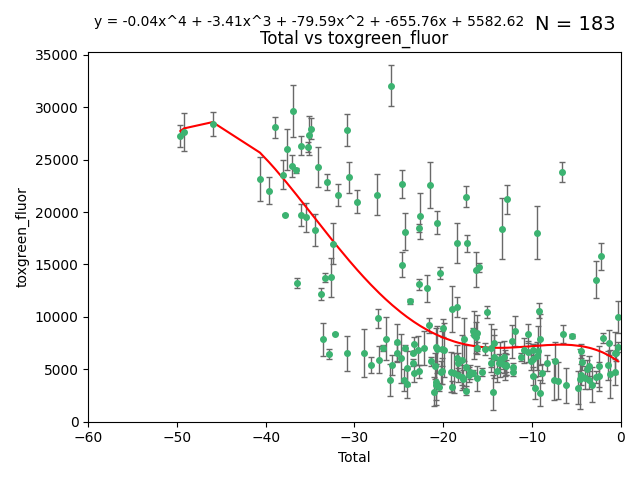 y = -0.04x^4 + -3.41x^3 + -79.59x^2 + -655.76x + 5582.62 N = 183
Total vs toxgreen_fluor
35000
30000
25000
20000
15000
10000
5000
0
toxgreen_fluor
−60 −50 −40 −30 −20 −10 0
Total